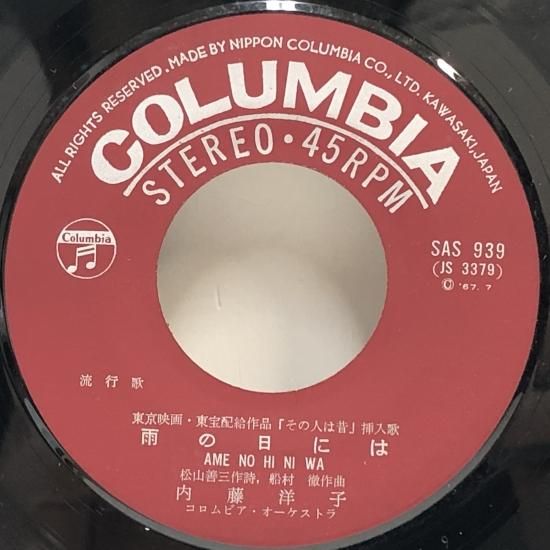 ALL RIGHTS RESERVED. MADE BY NIPPON COLUMBIA CO., LTD. KAWASAKI, JAPAN
COLUMBIA
STEREO・45RPM
Columbia
SAS 939
(JS 3379)
Ⓒ '67. 7
流行歌
東京映画・東宝配給作品「その人は昔」挿入歌
雨の日には
AME NO HI NI WA
松山善三作詩，船村 徹作曲
内藤洋子
コロムビア・オーケストラ